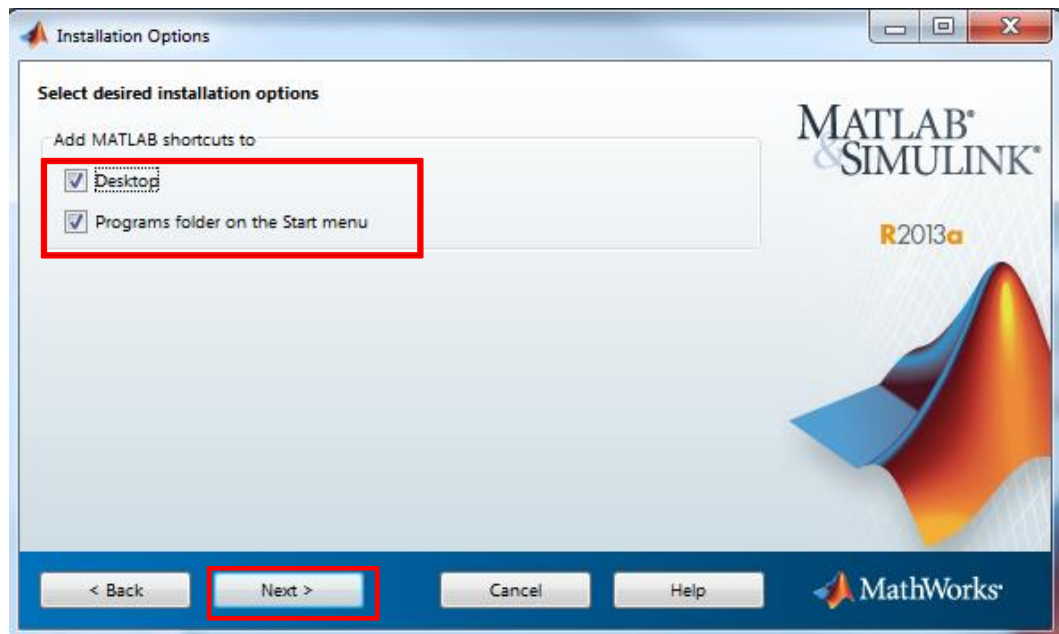 Installation Options
Select desired installation options
Add MATLAB shortcuts to
Desktop
Programs folder on the Start menu
MATLAB®
&SIMULINK®
R2013a
< Back
Next >
Cancel
Help
MathWorks®